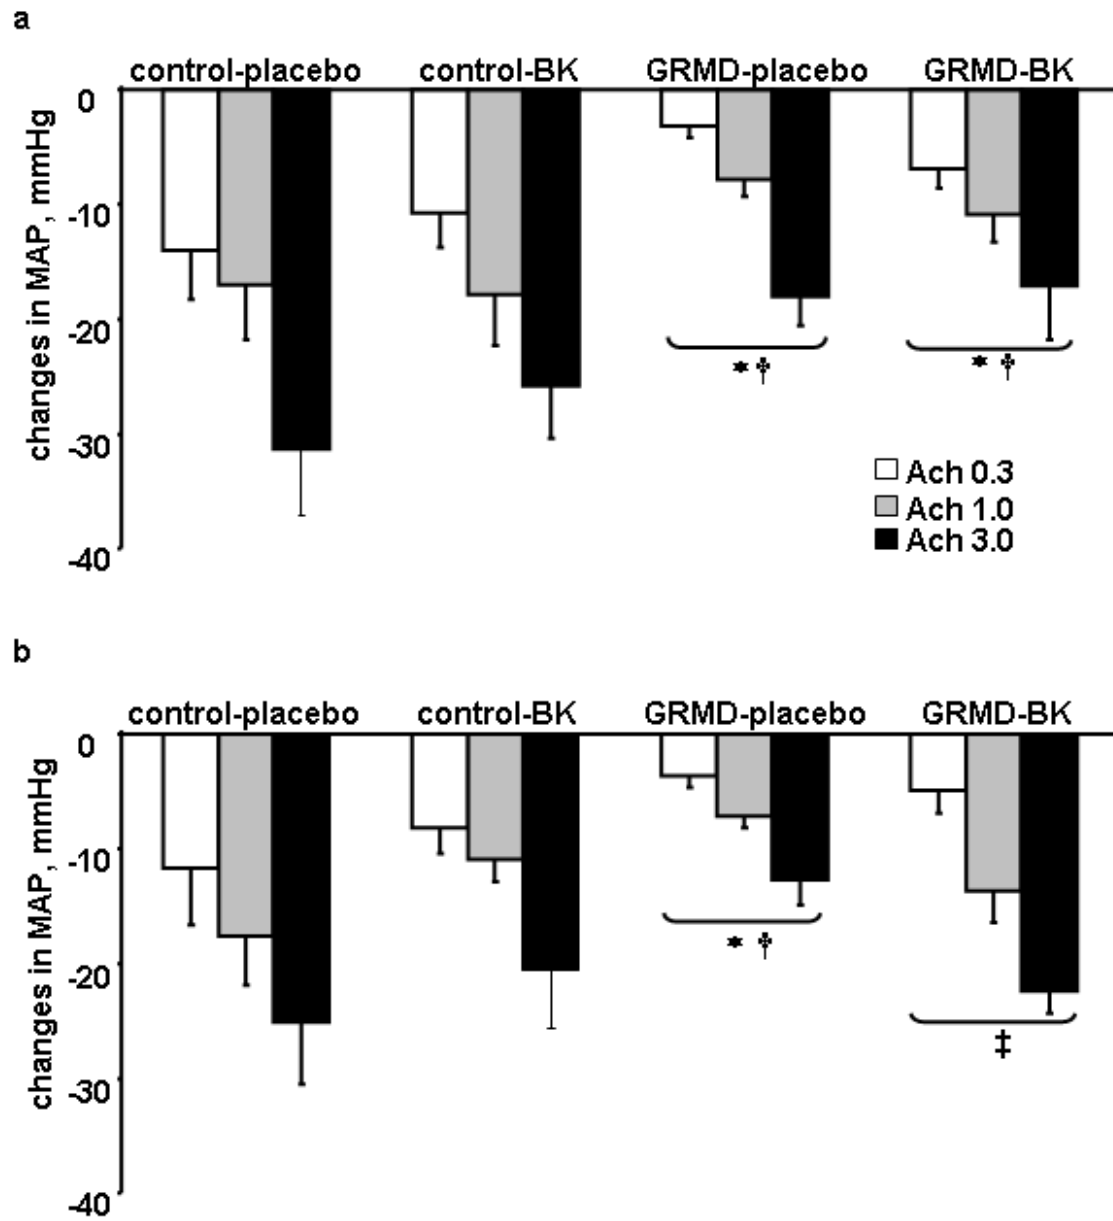 a
control-placebo control-BK GRMD-placebo GRMD-BK
0
-10
-20
-30
-40
changes in MAP, mmHg
* † * †
Ach 0.3
Ach 1.0
Ach 3.0
b
control-placebo control-BK GRMD-placebo GRMD-BK
0
-10
-20
-30
-40
changes in MAP, mmHg
* †
‡